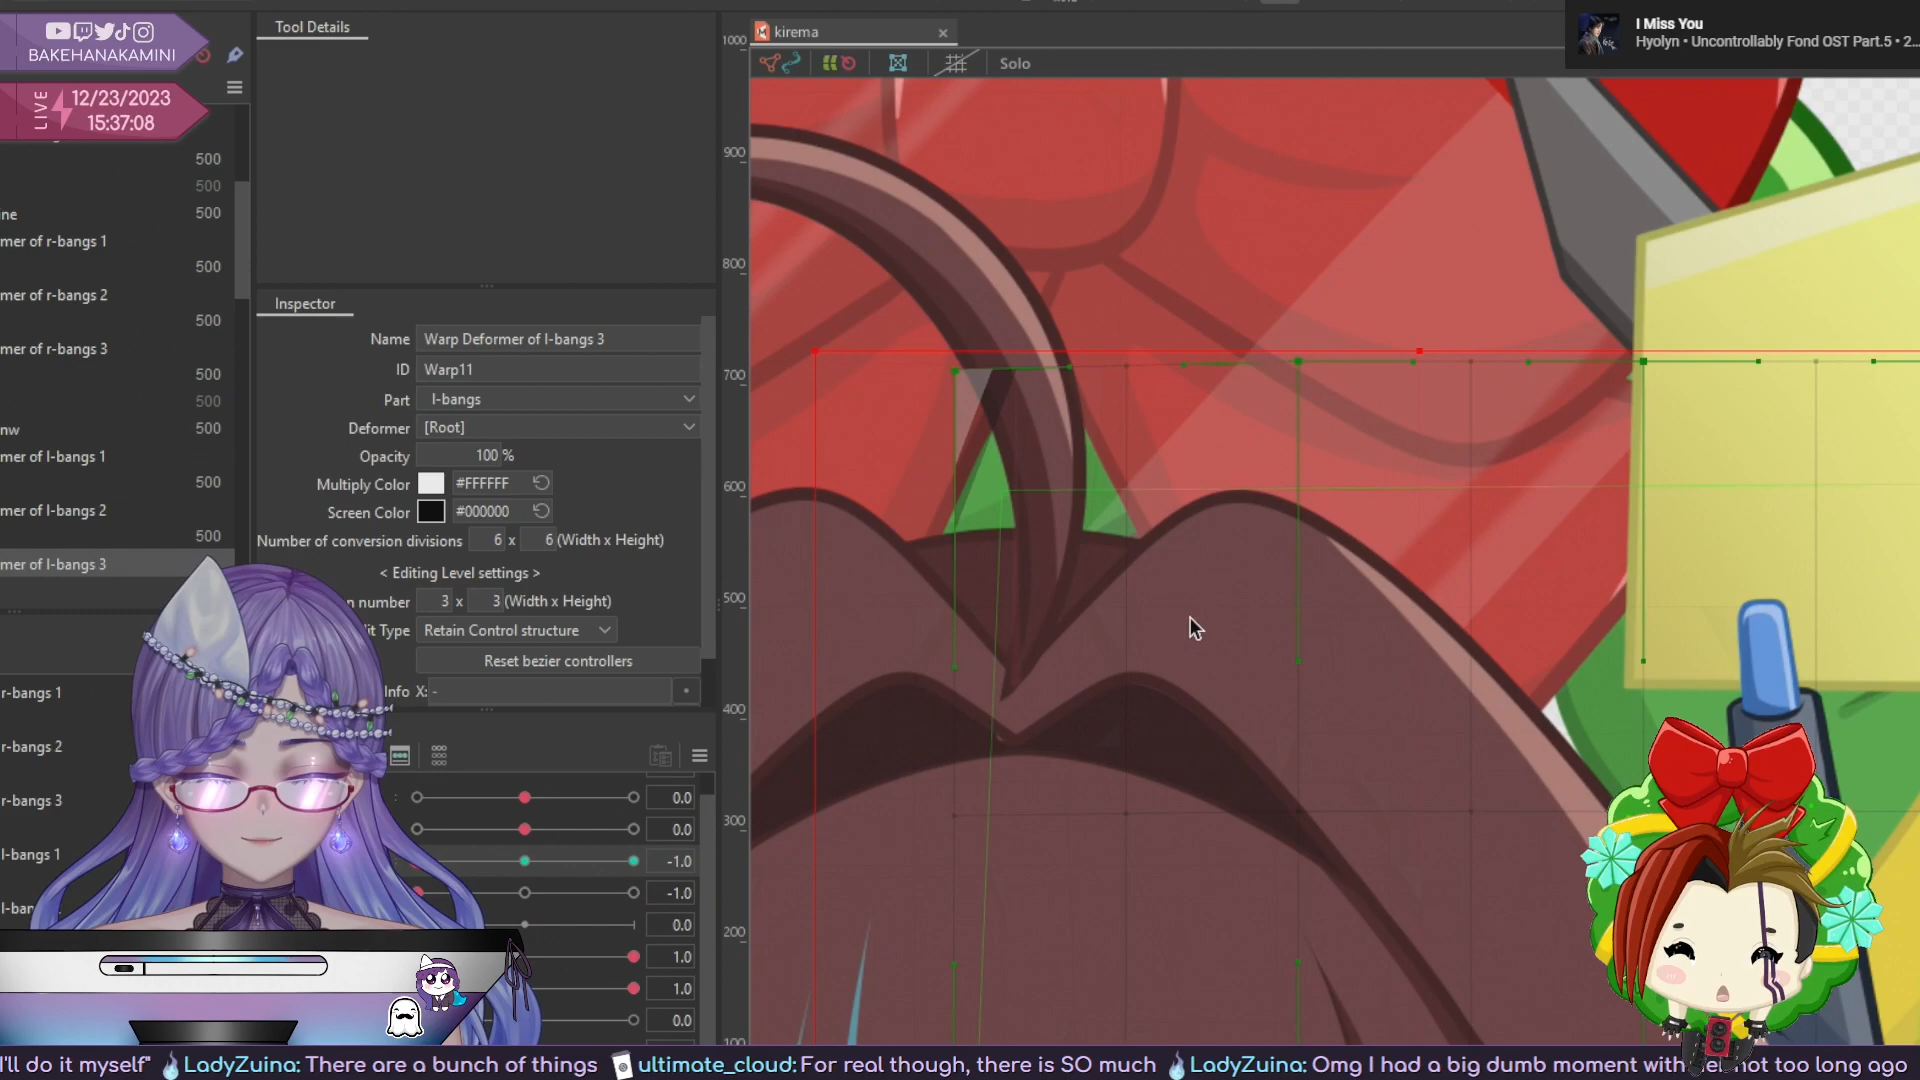 BAKEHANAKAMINI
LIVE
12/23/2023
15:37:08
500
500
ine
500
mer of r-bangs 1
500
mer of r-bangs 2
500
mer of r-bangs 3
500
500
nw
500
mer of l-bangs 1
500
mer of l-bangs 2
500
mer of l-bangs 3
r-bangs 1
r-bangs 2
r-bangs 3
l-bangs 1
l-ban
Tool Details
Inspector
Name Warp Deformer of l-bangs 3
ID Warp11
Part l-bangs
Deformer [Root]
Opacity 100 %
Multiply Color #FFFFFF
Screen Color #000000
Number of conversion divisions 6 x 6 (Width x Height)
< Editing Level settings >
n number 3 x 3 (Width x Height)
it Type Retain Control structure
Reset bezier controllers
Info X: -
0.0
0.0
-1.0
-1.0
0.0
1.0
1.0
0.0
kirema
Solo
1000
900
800
700
600
500
400
300
200
100
I Miss You
Hyolyn • Uncontrollably Fond OST Part.5 • 2...
I'll do it myself" LadyZuina: There are a bunch of things ultimate_cloud: For real though, there is SO much LadyZuina: Omg I had a big dumb moment with not too long ago